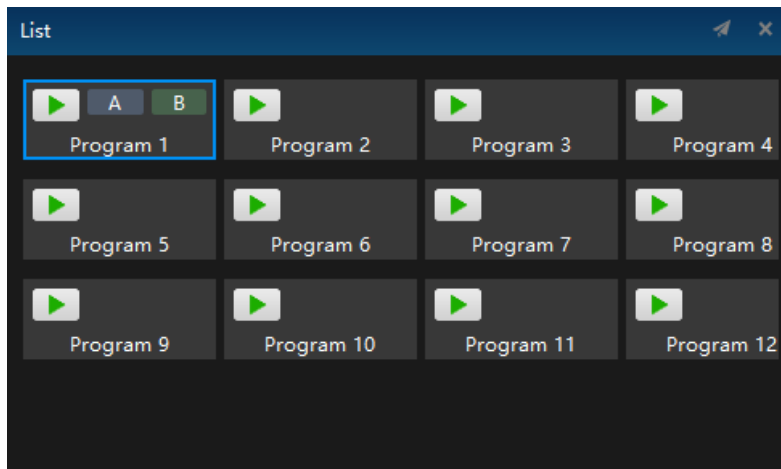 List
A B
Program 1 Program 2 Program 3 Program 4
Program 5 Program 6 Program 7 Program 8
Program 9 Program 10 Program 11 Program 12